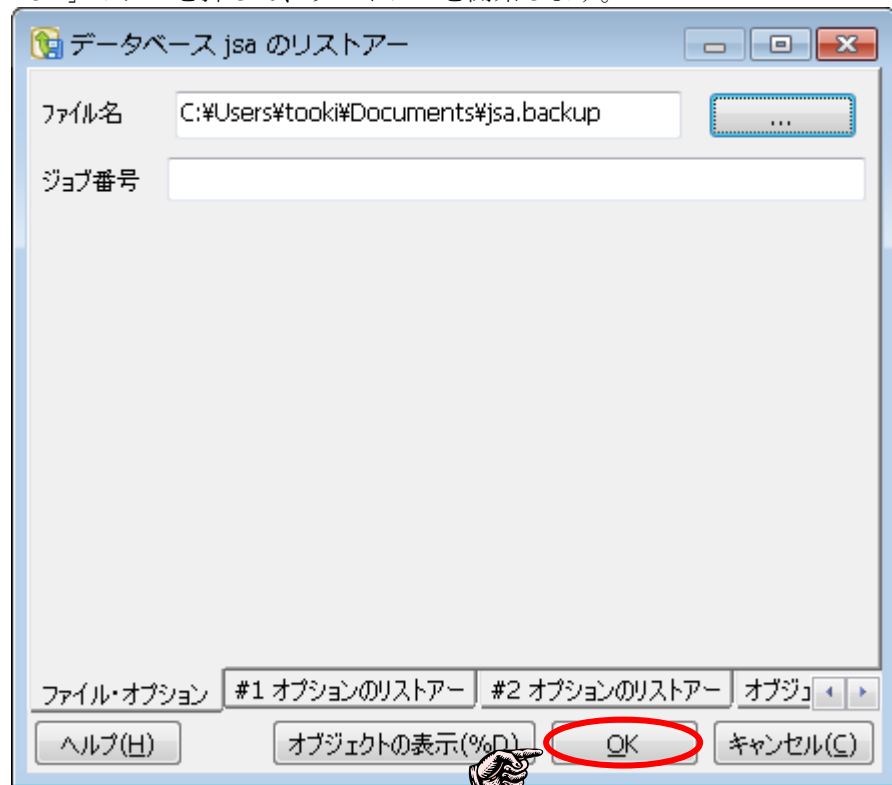 データベース jsa のリストアー
ファイル名 C:¥Users¥tooki¥Documents¥jsa.backup ...
ジョブ番号
ファイル・オプション #1 オプションのリストアー #2 オプションのリストアー オブジェ
ヘルプ(H) オブジェクトの表示(%D) OK キャンセル(C)